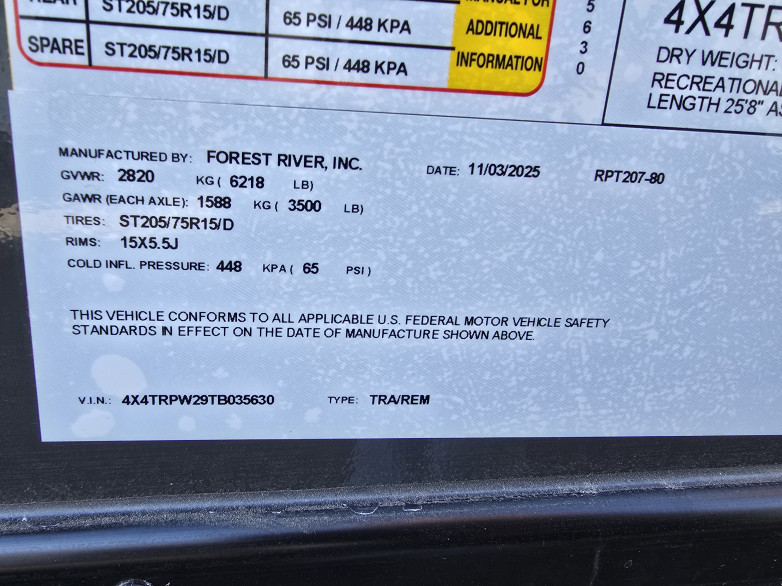 ST205/75R15/D 65 PSI / 448 KPA
SPARE ST205/75R15/D 65 PSI / 448 KPA
ADDITIONAL
INFORMATION
5
6
3
0
DRY WEIGHT:
LENGTH 25'8"
MANUFACTURED BY: FOREST RIVER, INC. DATE: 11/03/2025 RPT207-80
GVWR: 2820 KG ( 6218 LB)
GAWR (EACH AXLE): 1588 KG ( 3500 LB)
TIRES: ST205/75R15/D
RIMS: 15X5.5J
COLD INFL. PRESSURE: 448 KPA ( 65 PSI )
THIS VEHICLE CONFORMS TO ALL APPLICABLE U.S. FEDERAL MOTOR VEHICLE SAFETY
STANDARDS IN EFFECT ON THE DATE OF MANUFACTURE SHOWN ABOVE.
V.I.N.: 4X4TRPW29TB035630 TYPE: TRA/REM